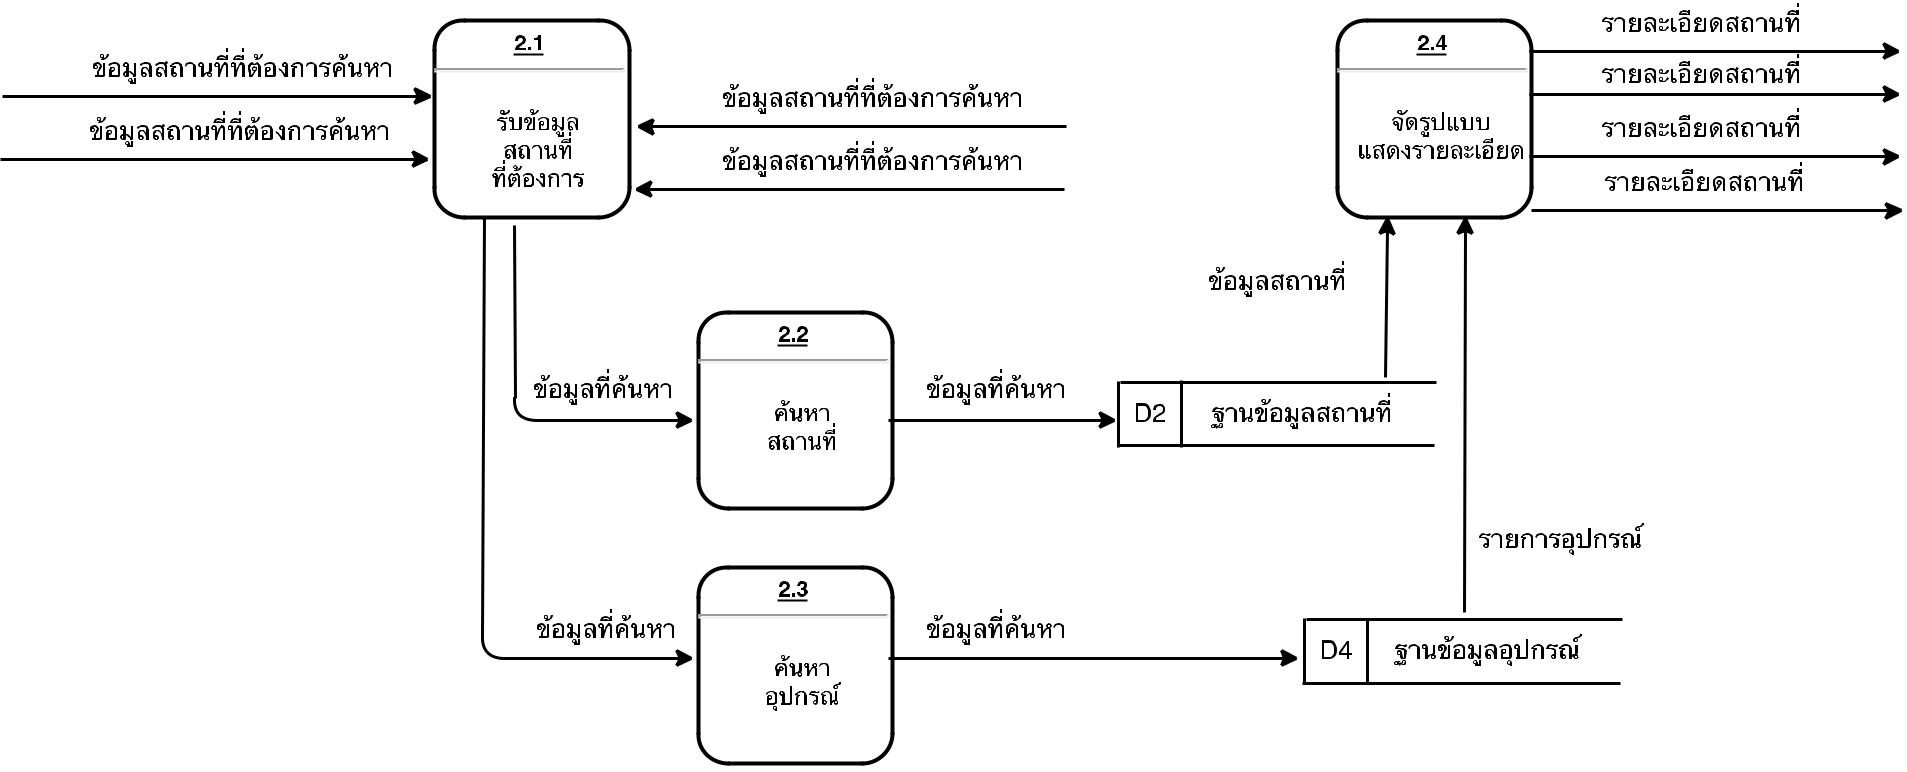 2.1
รับข้อมูล
สถานที่
ที่ต้องการ
ข้อมูลสถานที่ที่ต้องการค้นหา
ข้อมูลสถานที่ที่ต้องการค้นหา
ข้อมูลสถานที่ที่ต้องการค้นหา
ข้อมูลสถานที่ที่ต้องการค้นหา
2.4
จัดรูปแบบ
แสดงรายละเอียด
รายละเอียดสถานที่
รายละเอียดสถานที่
รายละเอียดสถานที่
รายละเอียดสถานที่
ข้อมูลสถานที่
ข้อมูลที่ค้นหา
2.2
ค้นหา
สถานที่
ข้อมูลที่ค้นหา
D2
ฐานข้อมูลสถานที่
รายการอุปกรณ์
ข้อมูลที่ค้นหา
2.3
ค้นหา
อุปกรณ์
ข้อมูลที่ค้นหา
D4
ฐานข้อมูลอุปกรณ์